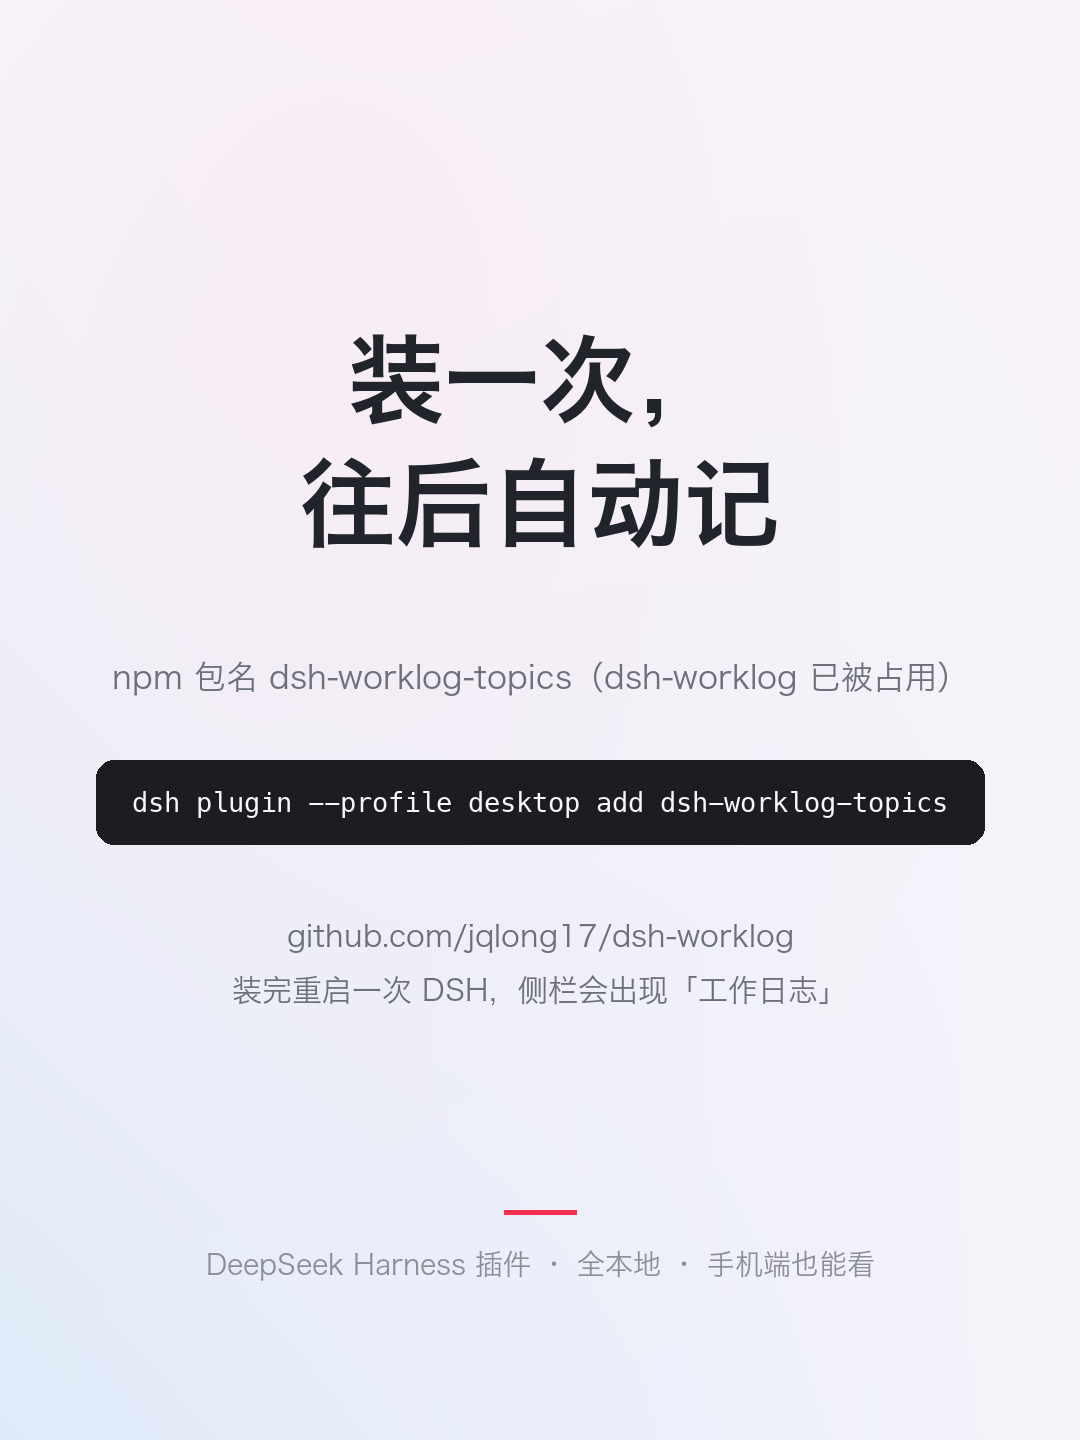 装一次，
往后自动记
npm 包名 dsh-worklog-topics（dsh-worklog 已被占用）
dsh plugin --profile desktop add dsh-worklog-topics
github.com/jqlong17/dsh-worklog
装完重启一次 DSH，侧栏会出现「工作日志」
DeepSeek Harness 插件 · 全本地 · 手机端也能看